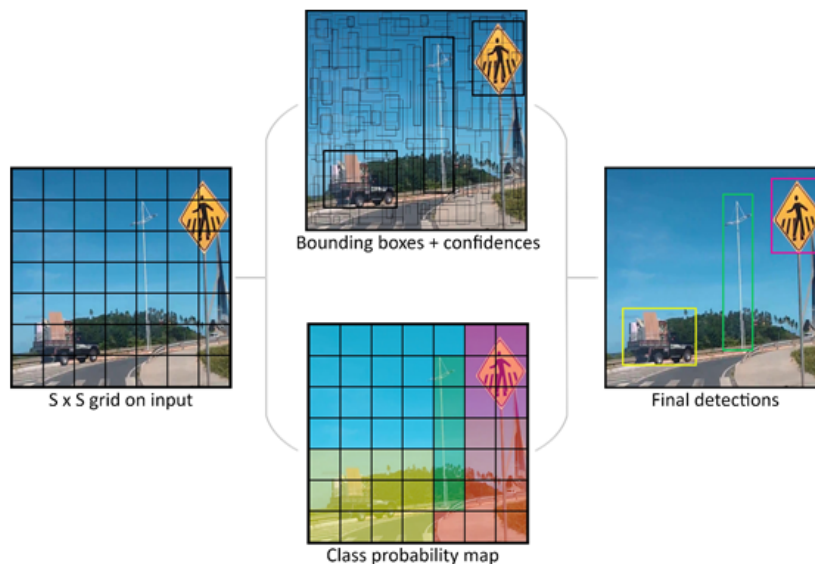 Bounding boxes + confidences
S x S grid on input
Final detections
Class probability map